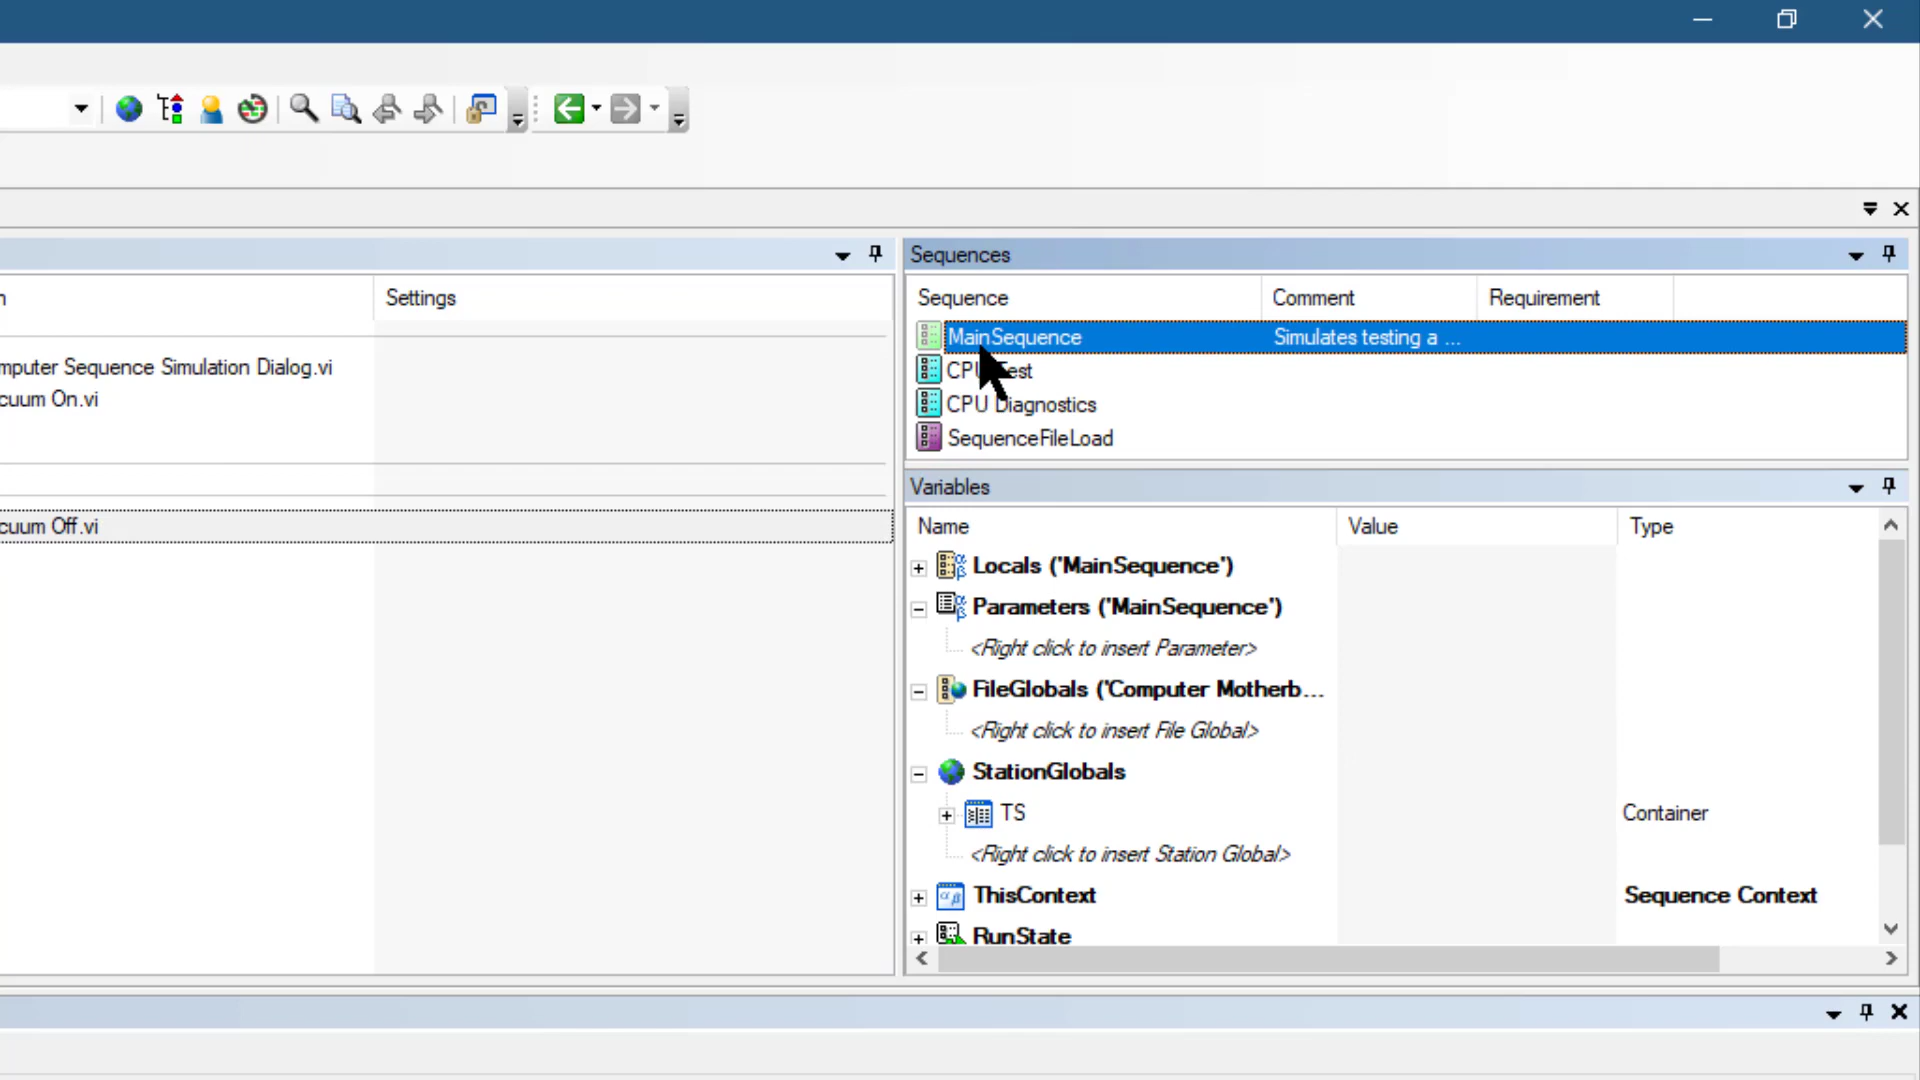 Settings
mputer Sequence Simulation Dialog.vi
cuum On.vi
cuum Off.vi
Sequences
Sequence Comment Requirement
MainSequence Simulates testing a ...
CPU Test
CPU Diagnostics
SequenceFileLoad
Variables
Name Value Type
Locals ('MainSequence')
Parameters ('MainSequence')
<Right click to insert Parameter>
FileGlobals ('Computer Motherb...
<Right click to insert File Global>
StationGlobals
TS Container
<Right click to insert Station Global>
ThisContext Sequence Context
RunState